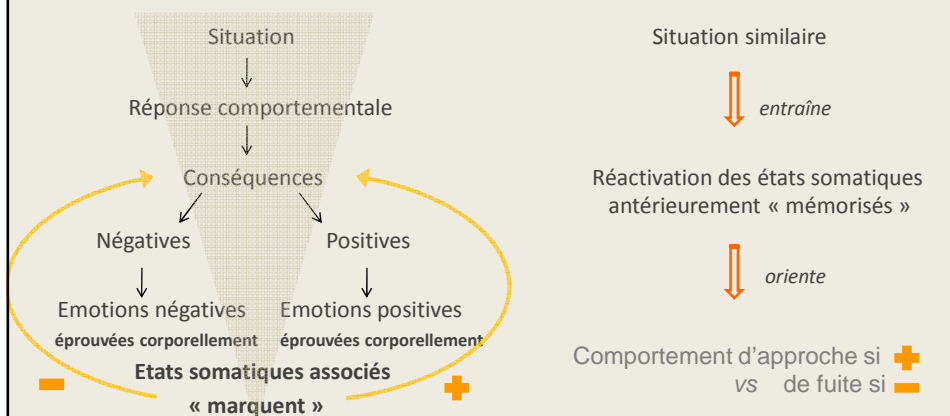 Situation
Réponse comportementale
Conséquences
Négatives
Positives
Emotions négatives
Emotions positives
éprouvées corporellement
éprouvées corporellement
Etats somatiques associés
« marquent »
Situation similaire
entraîne
Réactivation des états somatiques
antérieurement « mémorisés »
oriente
Comportement d’approche si
vs de fuite si